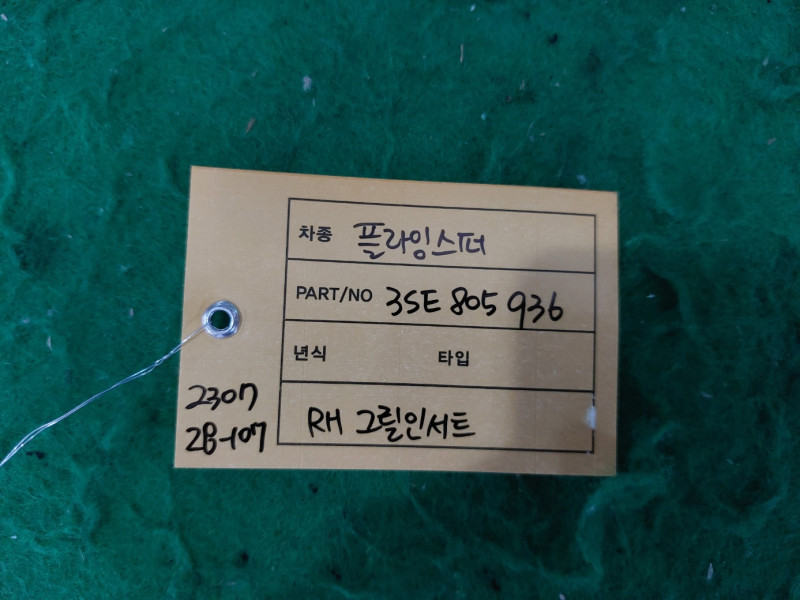 차종 플라잉스퍼
PART/NO 3SE 805 936
년식 타입
RH 그릴인서트
2307
2B-107